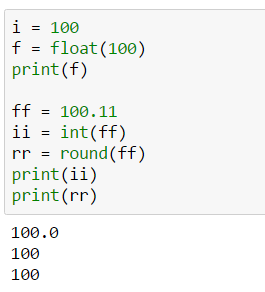 i = 100
f = float(100)
print(f)

ff = 100.11
ii = int(ff)
rr = round(ff)
print(ii)
print(rr)
100.0
100
100